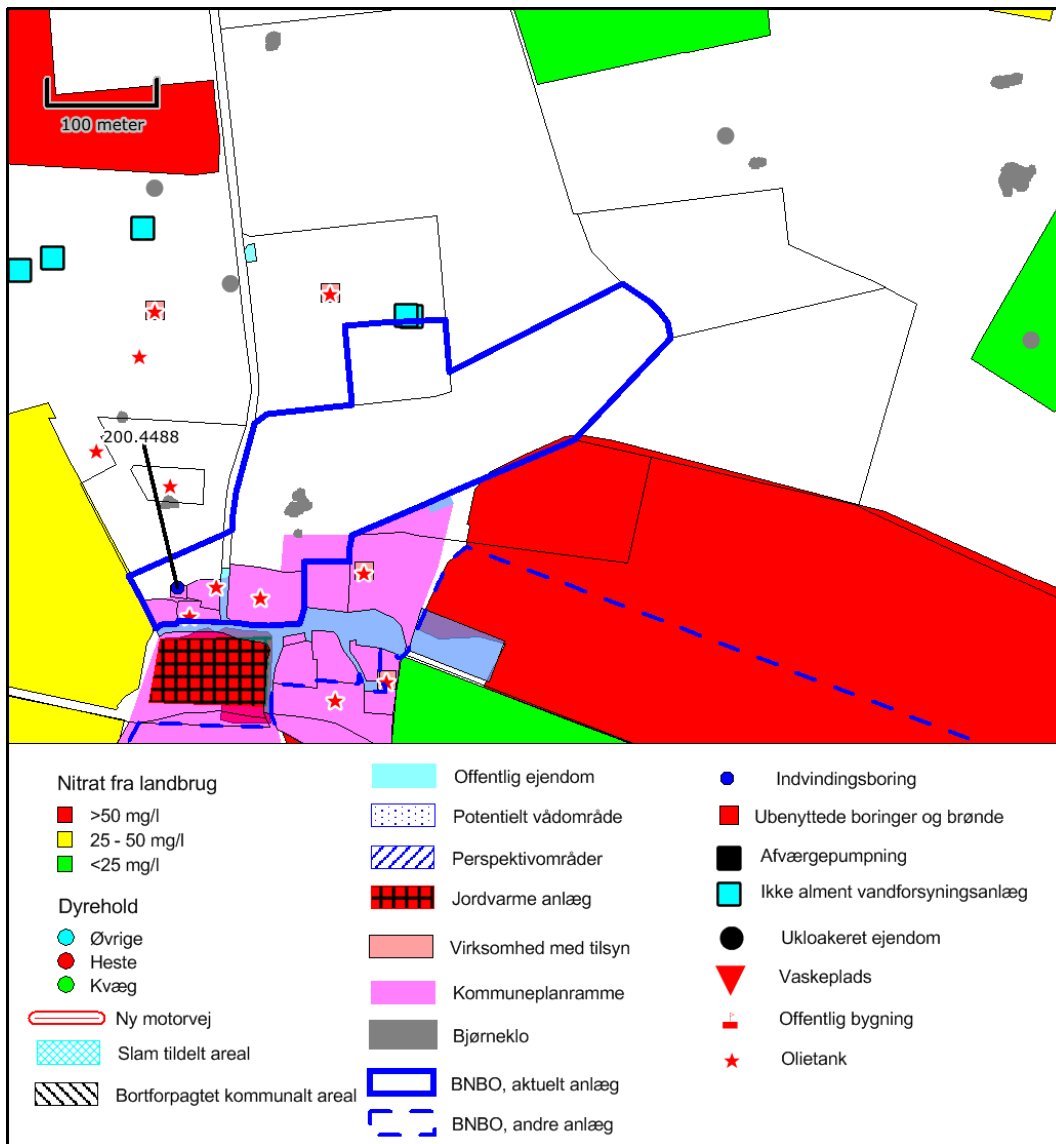 100 meter
200.4488
Nitrat fra landbrug
>50 mg/l
25 - 50 mg/l
<25 mg/l
Dyrehold
Øvrige
Heste
Kvæg
Ny motorvej
Slam tildelt areal
Bortforpagtet kommunalt areal
Offentlig ejendom
Potentielt vådområde
Perspektivområder
Jordvarme anlæg
Virksomhed med tilsyn
Kommuneplanramme
Bjørneklo
BNBO, aktuelt anlæg
BNBO, andre anlæg
Indvindingsboring
Ubenyttede boringer og brønde
Afværgepumpning
Ikke alment vandforsyningsanlæg
Ukloakeret ejendom
Vaskeplads
Offentlig bygning
Olietank